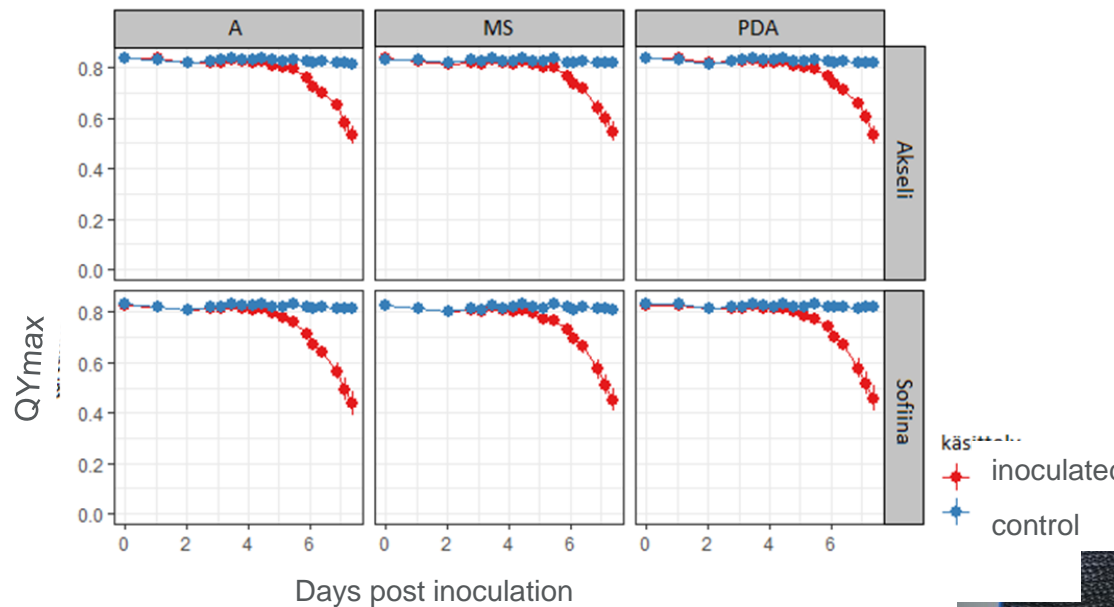 A MS PDA
0.8
0.6
0.4
0.2
0.0
Akseli
0.8
0.6
0.4
0.2
0.0
Sofiina
QYmax
0 2 4 6 0 2 4 6 0 2 4 6
Days post inoculation
käsittely
inoculated
control